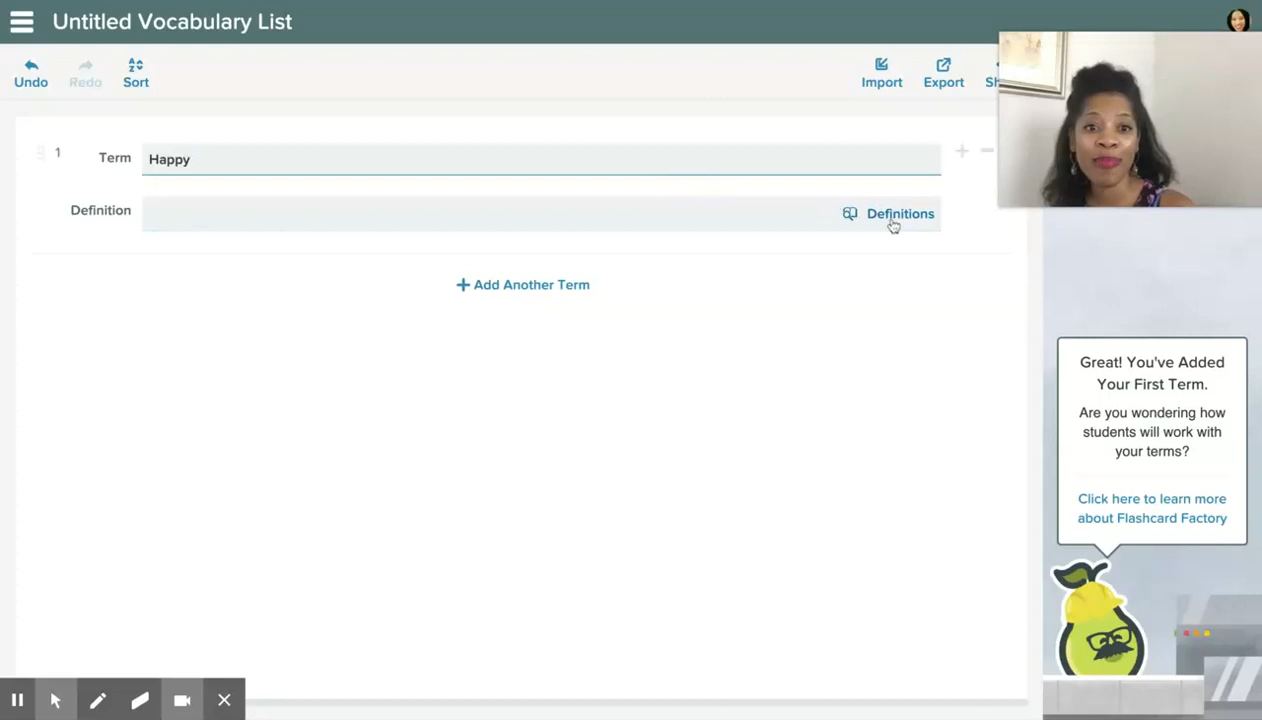 Untitled Vocabulary List
Undo
Redo
Sort
Import
Export
1
Term
Happy
Definition
Definitions
Add Another Term
Great! You've Added
Your First Term.
Are you wondering how
students will work with
your terms?
Click here to learn more
about Flashcard Factory